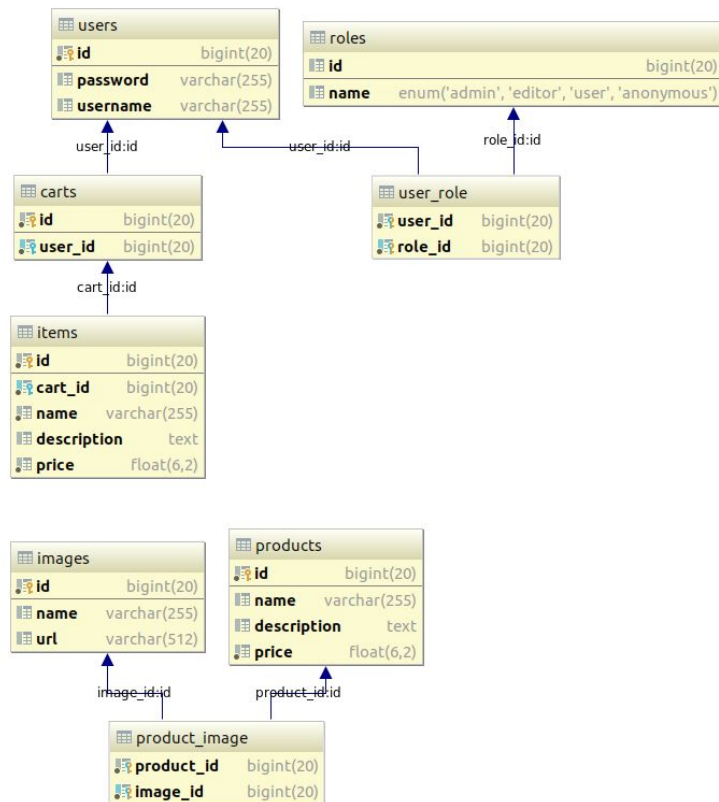 users
id bigint(20)
password varchar(255)
username varchar(255)
roles
id bigint(20)
name enum('admin', 'editor', 'user', 'anonymous')
user_id:id
user_id:id
role_id:id
carts
id bigint(20)
user_id bigint(20)
user_role
user_id bigint(20)
role_id bigint(20)
cart_id:id
items
id bigint(20)
cart_id bigint(20)
name varchar(255)
description text
price float(6,2)
images
id bigint(20)
name varchar(255)
url varchar(512)
products
id bigint(20)
name varchar(255)
description text
price float(6,2)
image_id:id
product_id:id
product_image
product_id bigint(20)
image_id bigint(20)